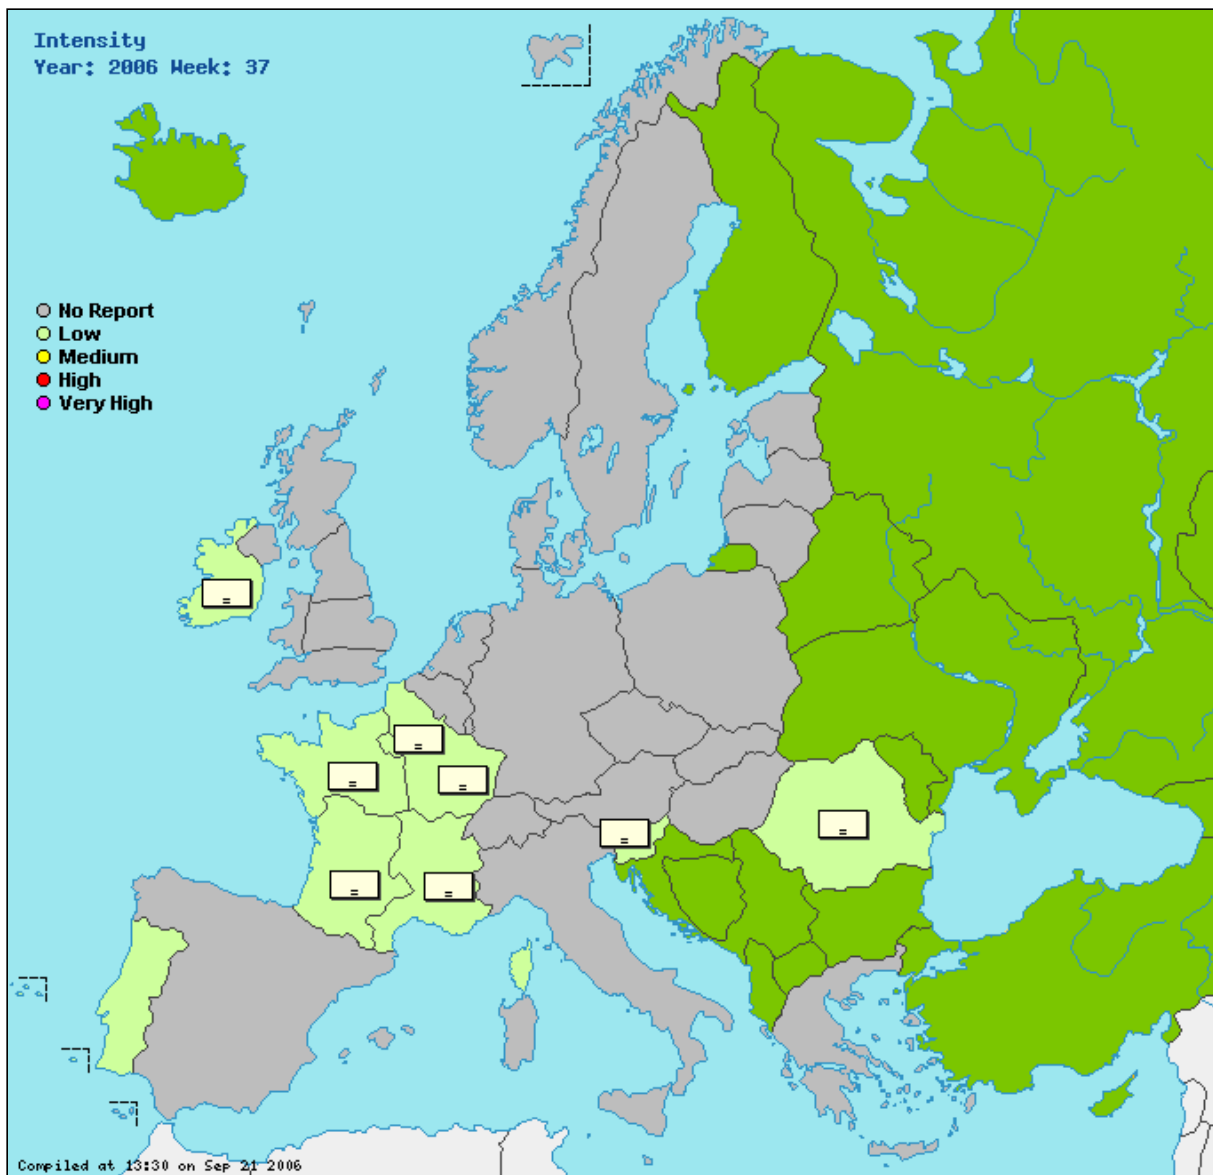 Intensity
Year: 2006 Week: 37
No Report
Low
Medium
High
Very High
=
=
=
=
=
=
=
=
Compiled at 13:30 on Sep 21 2006